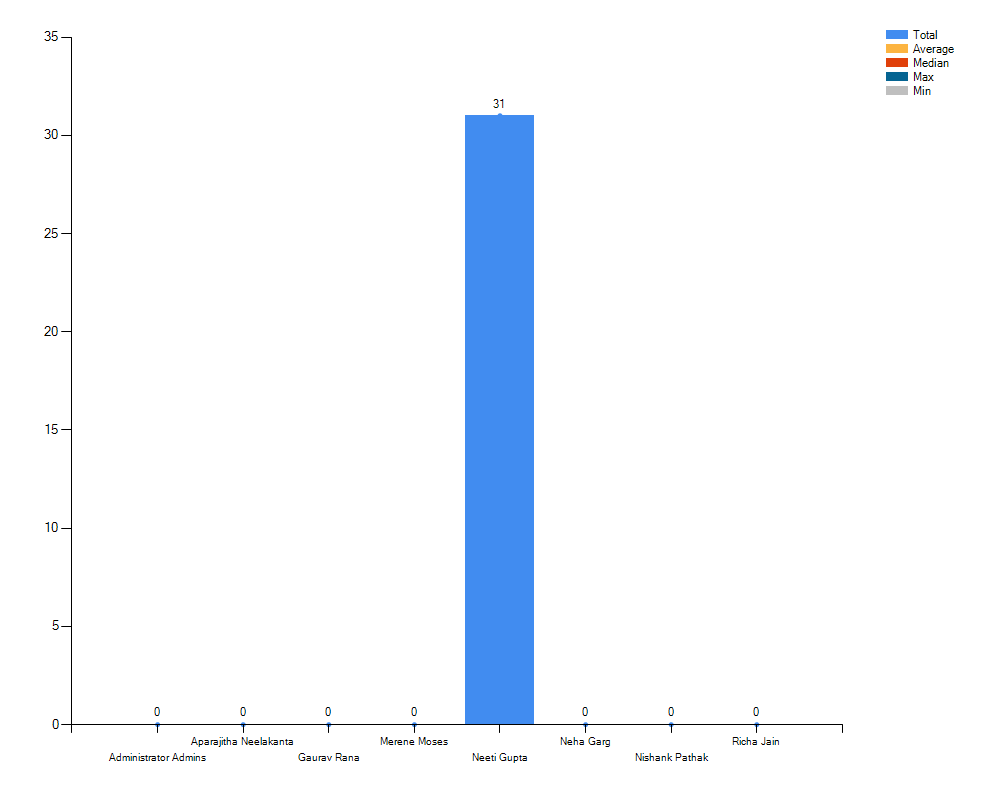 35
30
25
20
15
10
5
0
0 0 0 0 31 0 0 0
Aparajitha Neelakanta Merene Moses Neha Garg Richa Jain
Administrator Admins Gaurav Rana Neeti Gupta Nishank Pathak
Total
Average
Median
Max
Min